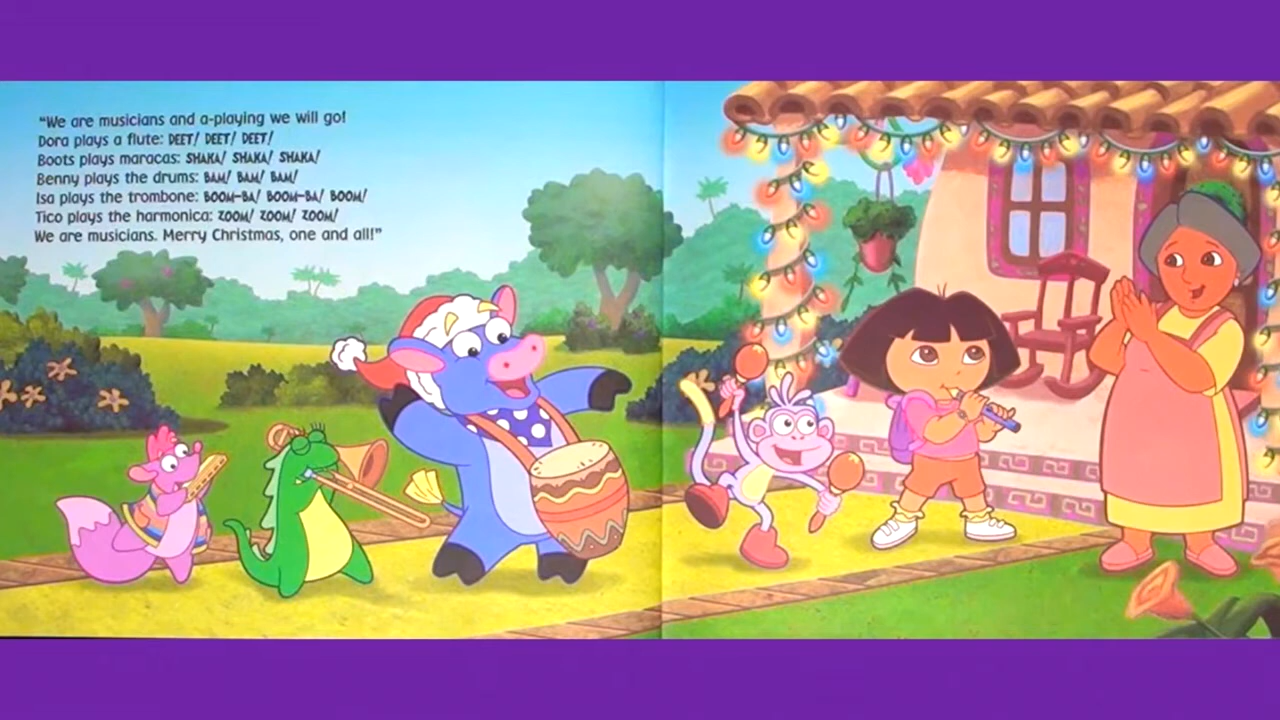 "We are musicians and a-playing we will go!
Dora plays a flute: DEET! DEET! DEET!
Boots plays maracas: SHAKA! SHAKA! SHAKA!
Benny plays the drums: BAM! BAM! BAM!
Isa plays the trombone: BOOM-BA! BOOM-BA! BOOM!
Tico plays the harmonica: ZOOM! ZOOM! ZOOM!
We are musicians. Merry Christmas, one and all!"